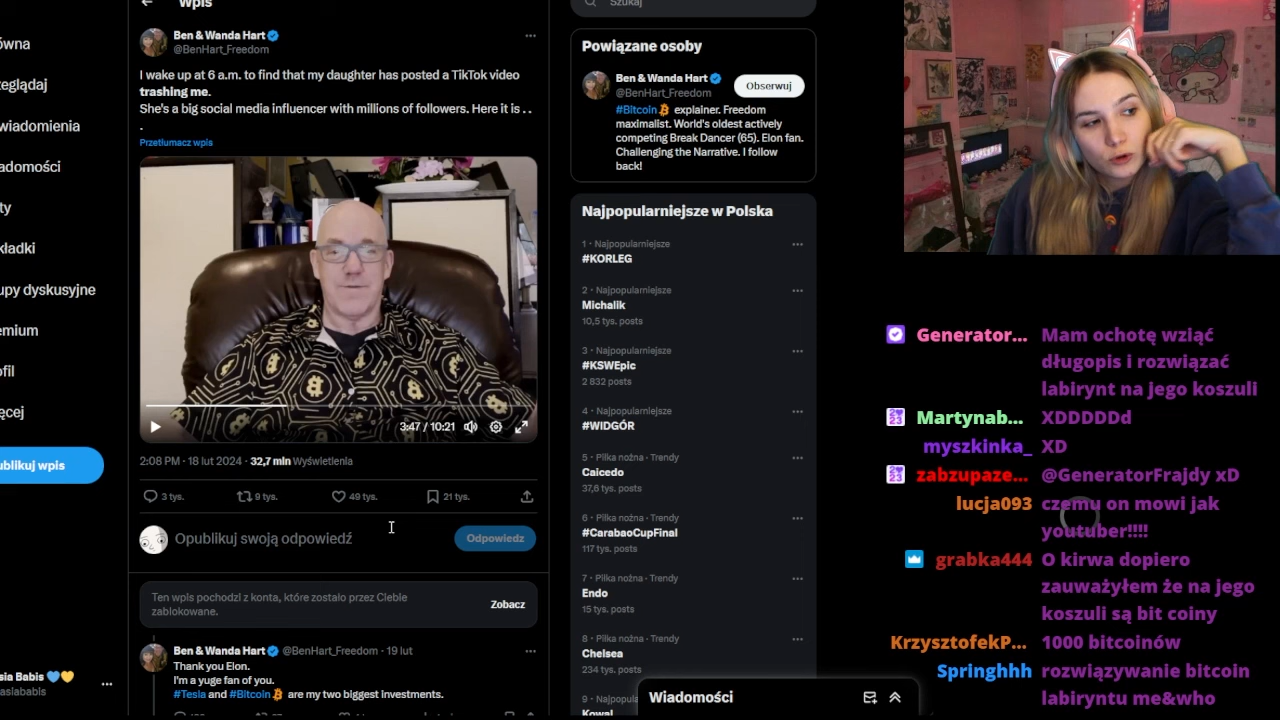 Wpis
Szukaj
ówna
zeglądaj
wiadomienia
adomości
ty
kładki
upy dyskusyjne
emium
ofil
ęcej
ublikuj wpis
sia Babis
aslababis
Ben & Wanda Hart
@BenHart_Freedom
I wake up at 6 a.m. to find that my daughter has posted a TikTok video
trashing me.
She's a big social media influencer with millions of followers. Here it is . .
.
Przetłumacz wpis
3:47 / 10:21
2:08 PM · 18 lut 2024 · 32,7 mln Wyświetlenia
3 tys.
9 tys.
49 tys.
21 tys.
Opublikuj swoją odpowiedź
Odpowiedz
Ten wpis pochodzi z konta, które zostało przez Ciebie
zablokowane.
Zobacz
Ben & Wanda Hart @BenHart_Freedom · 19 lut
Thank you Elon.
I'm a yuge fan of you.
#Tesla and #Bitcoin are my two biggest investments.
Powiązane osoby
Ben & Wanda Hart
@BenHart_Freedom
Obserwuj
#Bitcoin explainer. Freedom
maximalist. World's oldest actively
competing Break Dancer (65). Elon fan.
Challenging the Narrative. I follow
back!
Najpopularniejsze w Polska
1 · Najpopularniejsze
#KORLEG
2 · Najpopularniejsze
Michalik
10,5 tys. posts
3 · Najpopularniejsze
#KSWEpic
2 832 posts
4 · Najpopularniejsze
#WIDGÓR
5 · Piłka nożna · Trendy
Caicedo
37,6 tys. posts
6 · Piłka nożna · Trendy
#CarabaoCupFinal
117 tys. posts
7 · Piłka nożna · Trendy
Endo
15 tys. posts
8 · Piłka nożna · Trendy
Chelsea
234 tys. posts
Kowal
Wiadomości
Generator... Mam ochotę wziąć
długopis i rozwiązać
labirynt na jego koszuli
Martynab... XDDDDDd
myszkinka_ XD
zabzupaze... @GeneratorFrajdy xD
lucja093 czemu on mowi jak
youtuber!!!!
grabka444 O kirwa dopiero
zauważyłem że na jego
koszuli są bit coiny
KrzysztofekP... 1000 bitcoinów
Springhhh rozwiązywanie bitcoin
labiryntu me&who